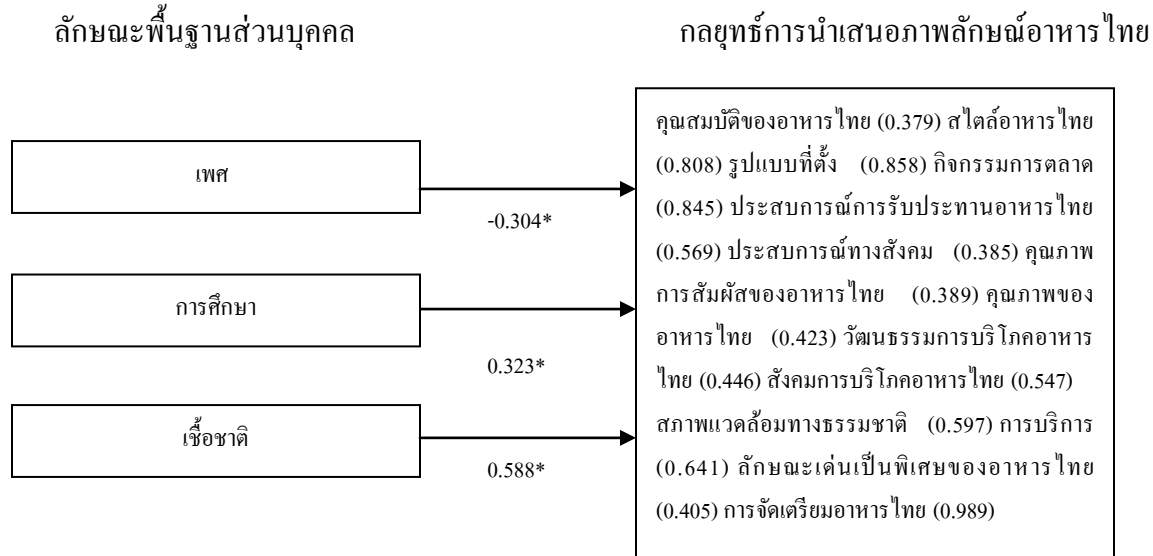 ลักษณะพื้นฐานส่วนบุคคล
กลยุทธ์การนำเสนอภาพลักษณ์อาหารไทย
เพศ
-0.304*
การศึกษา
0.323*
เชื้อชาติ
0.588*
คุณสมบัติของอาหารไทย (0.379) สไตล์อาหารไทย
(0.808) รูปแบบที่ตั้ง (0.858) กิจกรรมการตลาด
(0.845) ประสบการณ์การรับประทานอาหารไทย
(0.569) ประสบการณ์ทางสังคม (0.385) คุณภาพ
การสัมผัสของอาหารไทย (0.389) คุณภาพของ
อาหารไทย (0.423) วัฒนธรรมการบริโภคอาหาร
ไทย (0.446) สังคมการบริโภคอาหารไทย (0.547)
สภาพแวดล้อมทางธรรมชาติ (0.597) การบริการ
(0.641) ลักษณะเด่นเป็นพิเศษของอาหารไทย
(0.405) การจัดเตรียมอาหารไทย (0.989)